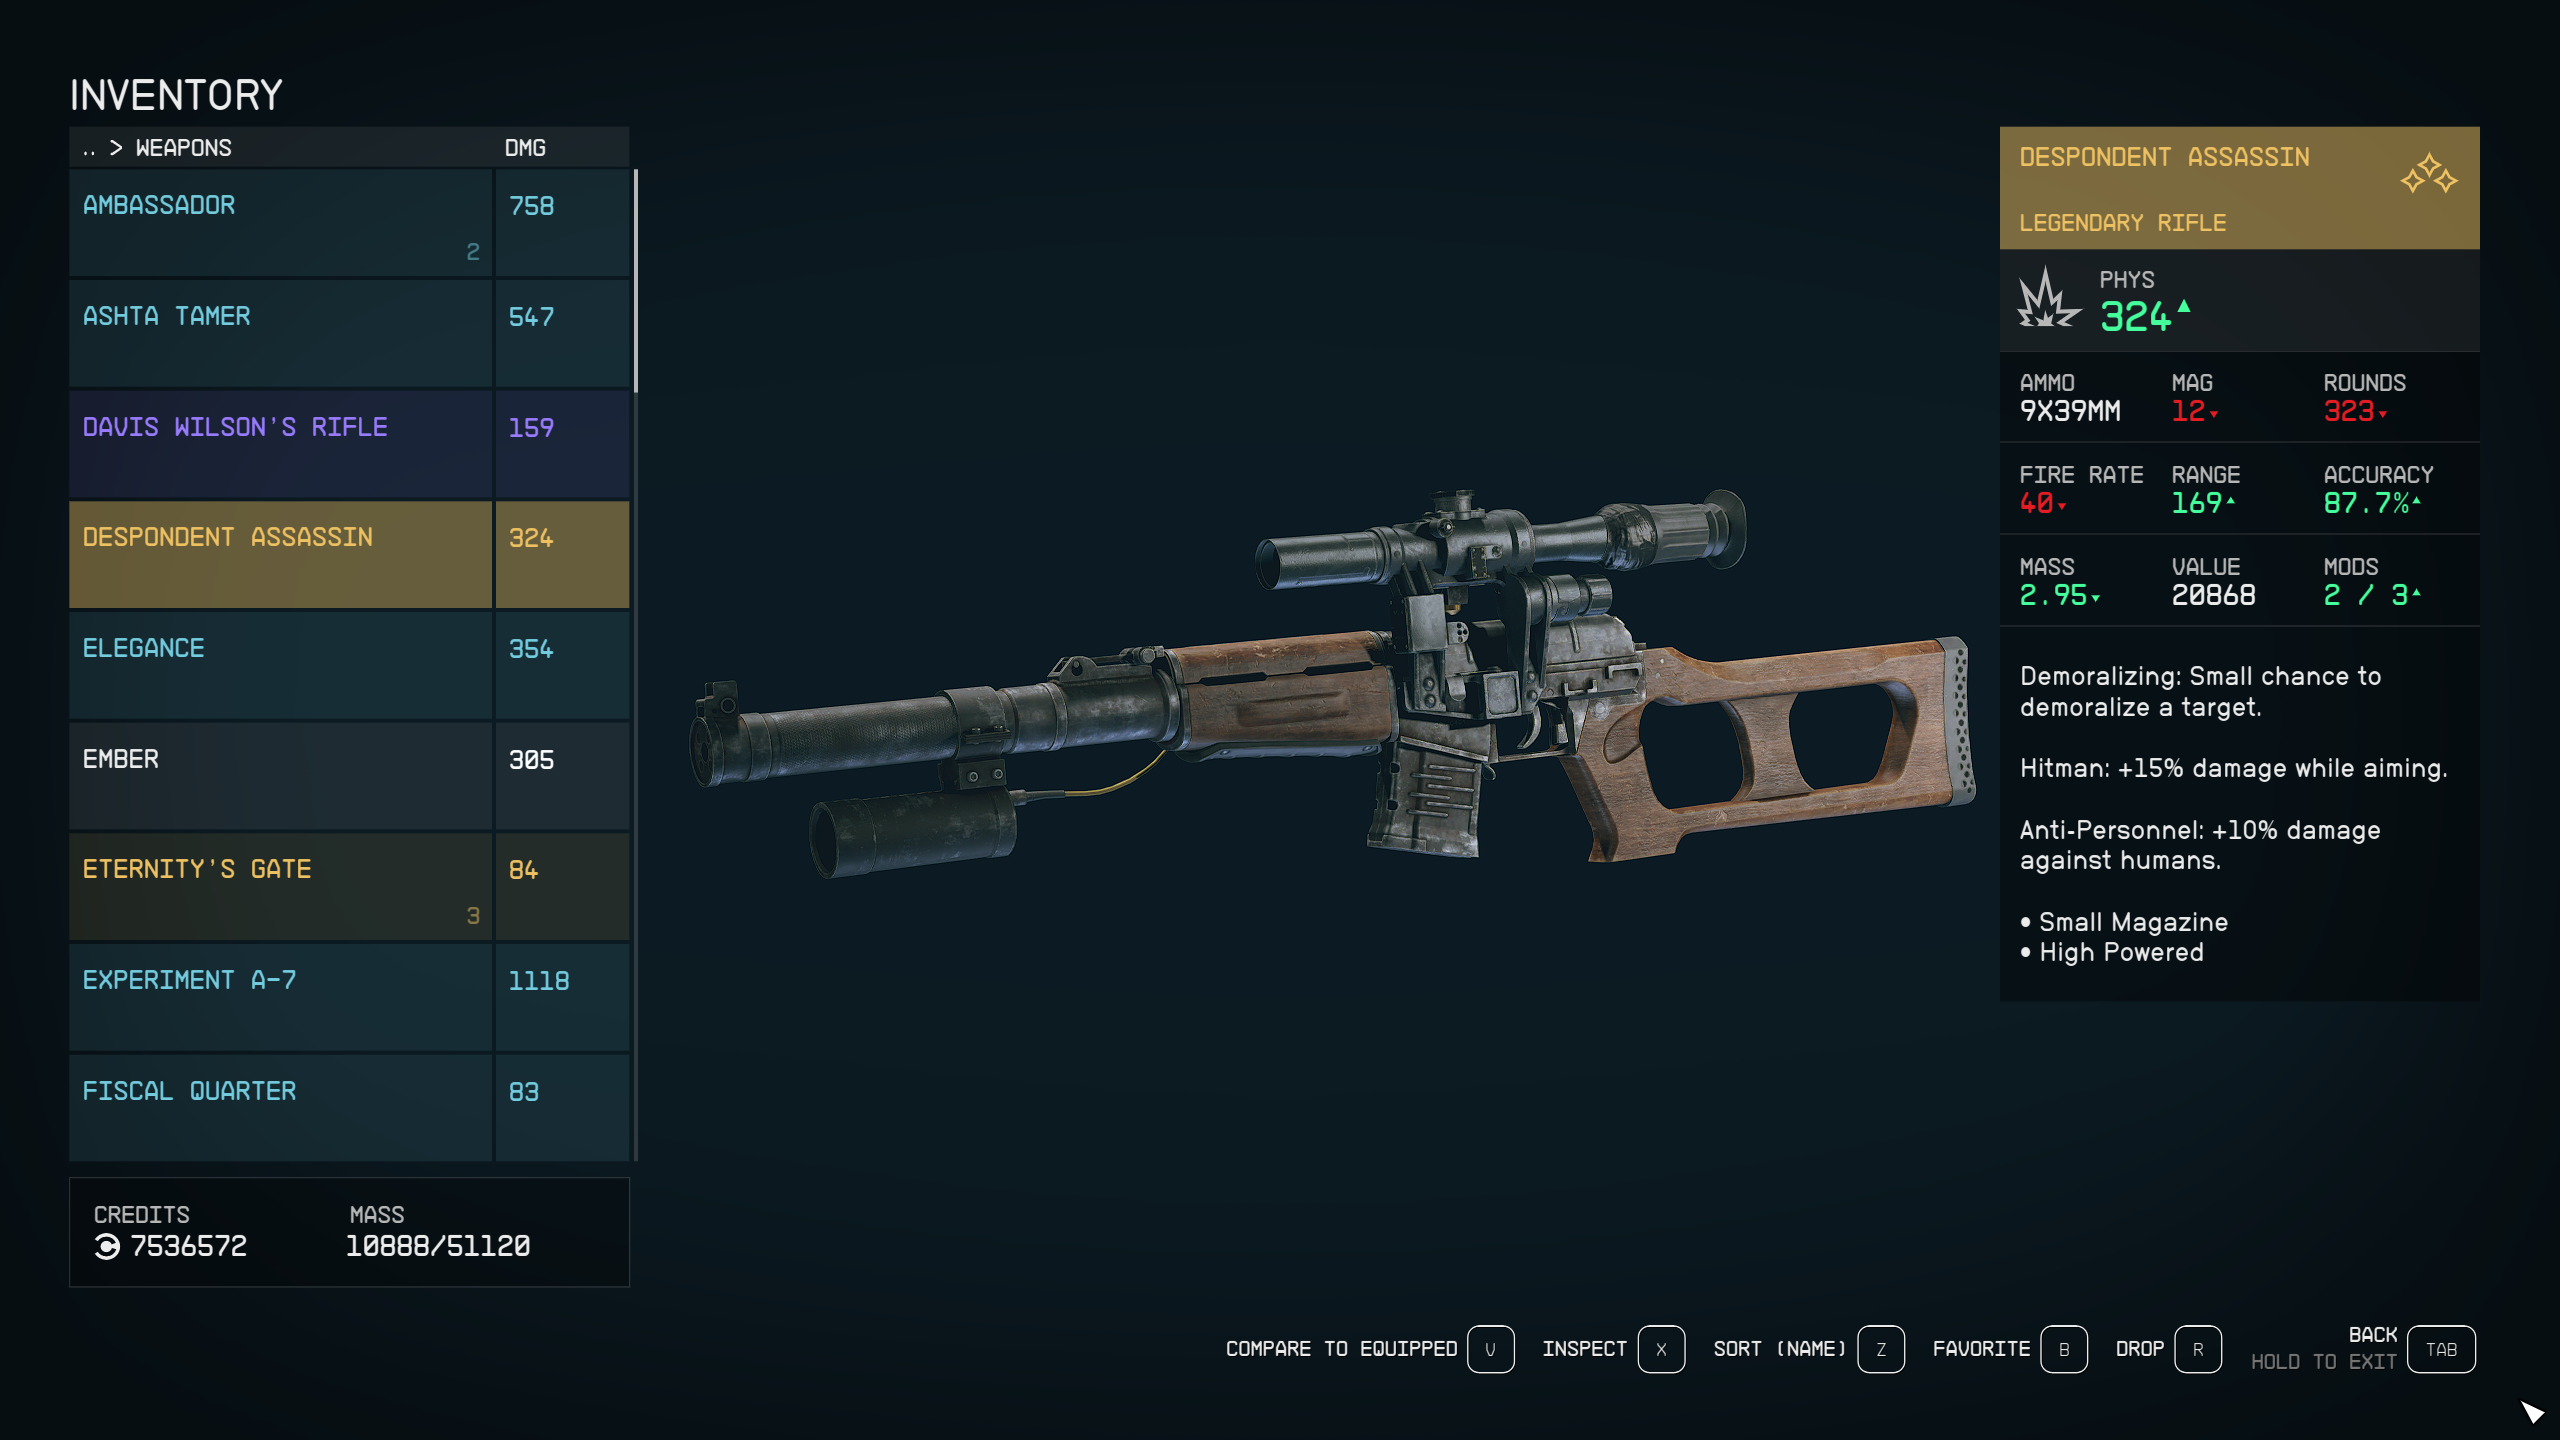 INVENTORY
.. > WEAPONS DMG
AMBASSADOR 758
2
ASHTA TAMER 547
DAVIS WILSON'S RIFLE 159
DESPONDENT ASSASSIN 324
ELEGANCE 354
EMBER 305
ETERNITY'S GATE 84
3
EXPERIMENT A-7 1118
FISCAL QUARTER 83
CREDITS MASS
7536572 10888/51120
DESPONDENT ASSASSIN
LEGENDARY RIFLE
PHYS
324
AMMO MAG ROUNDS
9X39MM 12 323
FIRE RATE RANGE ACCURACY
40 169 87.7%
MASS VALUE MODS
2.95 20868 2 / 3
Demoralizing: Small chance to
demoralize a target.
Hitman: +15% damage while aiming.
Anti-Personnel: +10% damage
against humans.
• Small Magazine
• High Powered
COMPARE TO EQUIPPED V INSPECT X SORT (NAME) Z FAVORITE B DROP R BACK TAB
HOLD TO EXIT